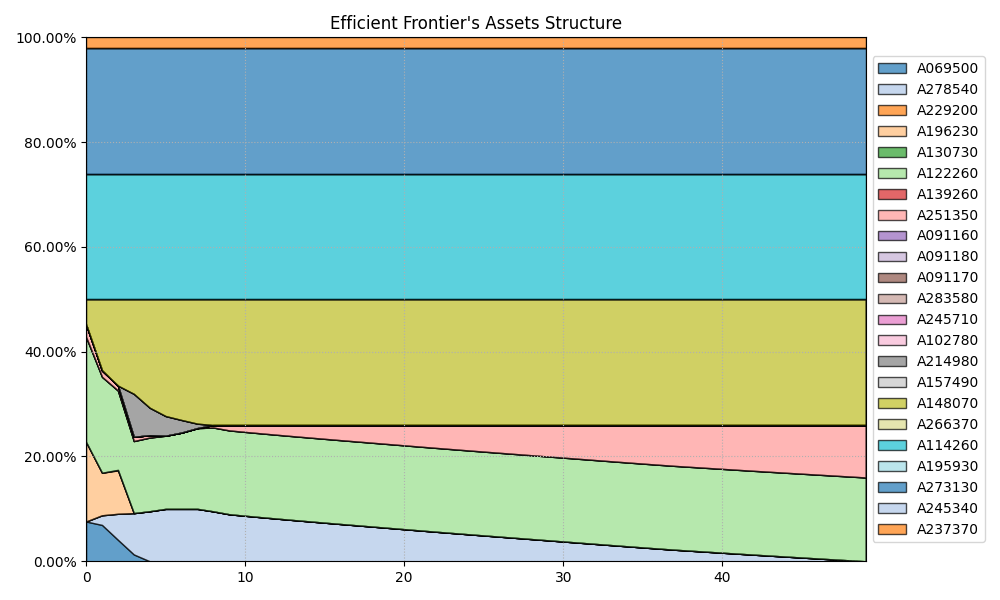 Efficient Frontier's Assets Structure
100.00%
80.00%
60.00%
40.00%
20.00%
0.00%
0
10
20
30
40
A069500
A278540
A229200
A196230
A130730
A122260
A139260
A251350
A091160
A091180
A091170
A283580
A245710
A102780
A214980
A157490
A148070
A266370
A114260
A195930
A273130
A245340
A237370